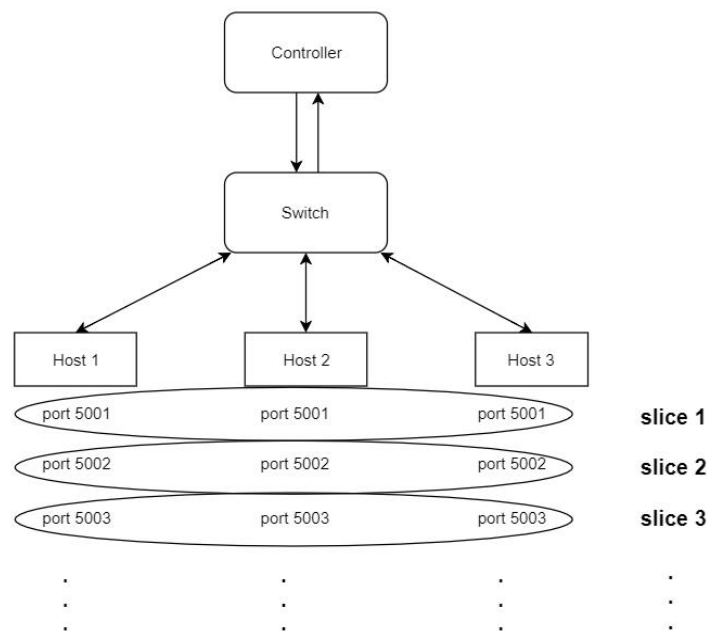 Controller
Switch
Host 1 Host 2 Host 3
port 5001 port 5001 port 5001 slice 1
port 5002 port 5002 port 5002 slice 2
port 5003 port 5003 port 5003 slice 3
. . . .
. . . .
. . . .